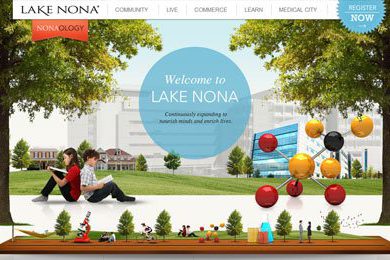 LAKE NONA®
COMMUNITY LIVE COMMERCE LEARN MEDICAL CITY
REGISTER
NOW
NONAOLOGY
Welcome to
LAKE NONA
Continuously expanding to
nourish minds and enrich lives.